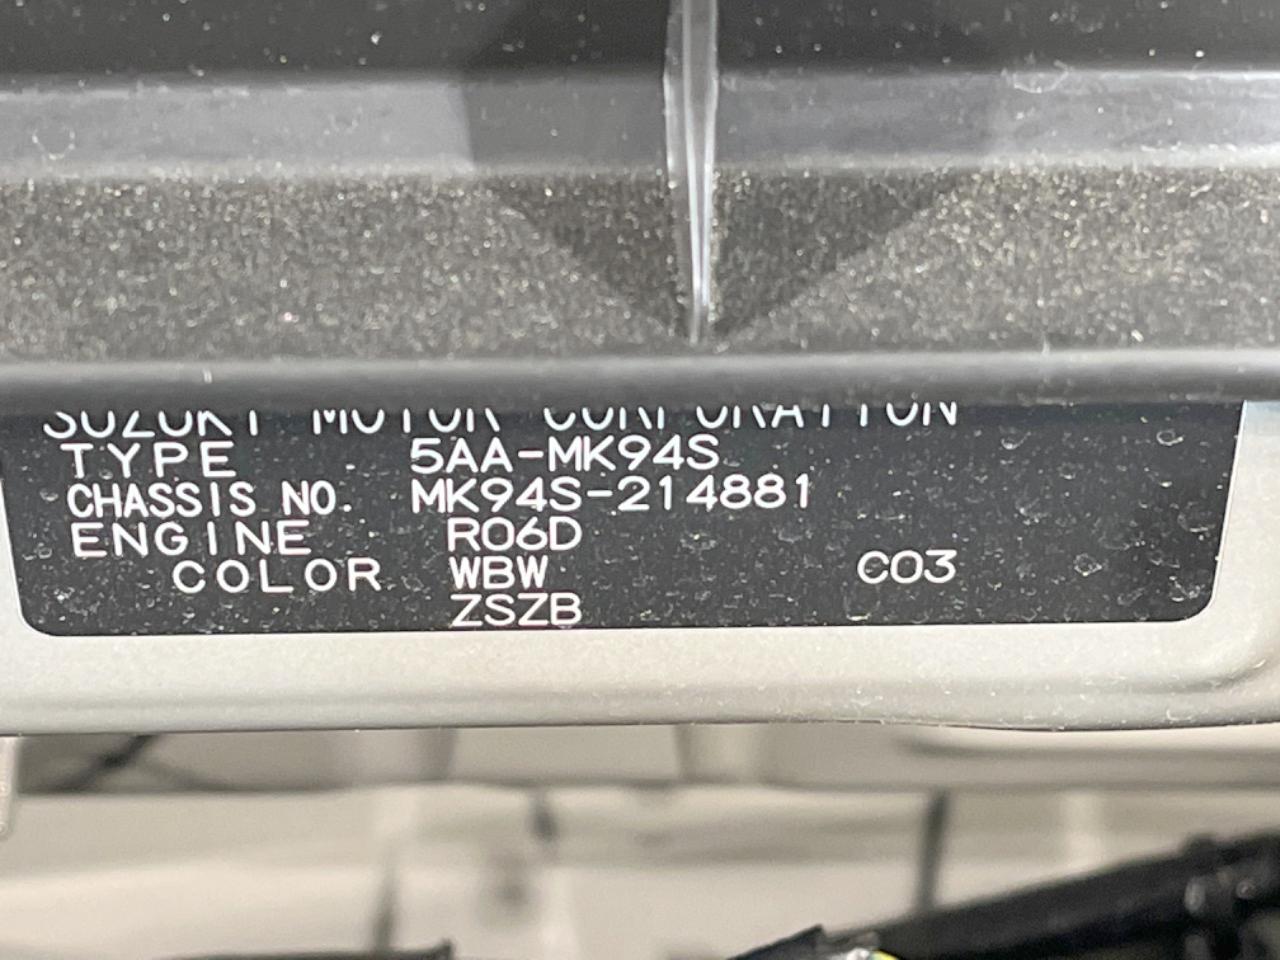 SUZUKI MOTOR CORPORATION
TYPE 5AA-MK94S
CHASSIS NO. MK94S-214881
ENGINE R06D
COLOR WBW C03
ZSZB